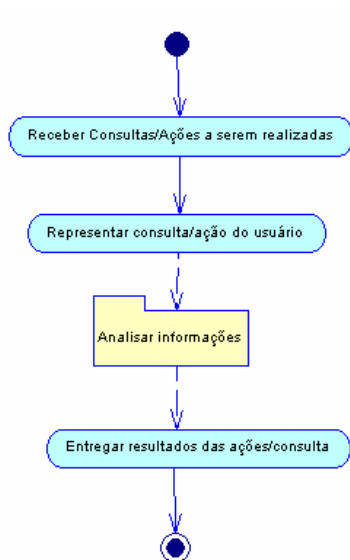 Receber Consultas/Ações a serem realizadas
Representar consulta/ação do usuário
Analisar informações
Entregar resultados das ações/consulta